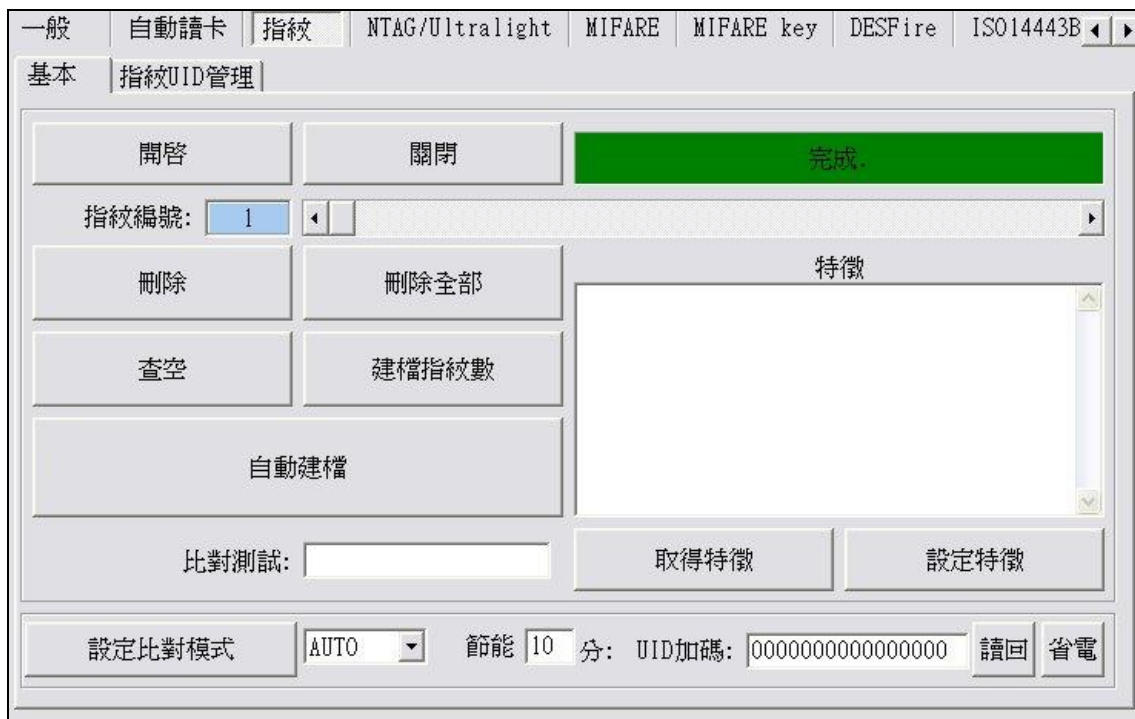 一般 自動讀卡 指紋 NTAG/Ultralight MIFARE MIFARE key DESFire ISO14443B
基本 指紋UID管理
開啓 關閉 完成.
指紋編號: 1
刪除 刪除全部 特徵
查空 建檔指紋數
自動建檔
比對測試: 取得特徵 設定特徵
設定比對模式 AUTO 節能 10 分: UID加碼: 0000000000000000 讀回 省電